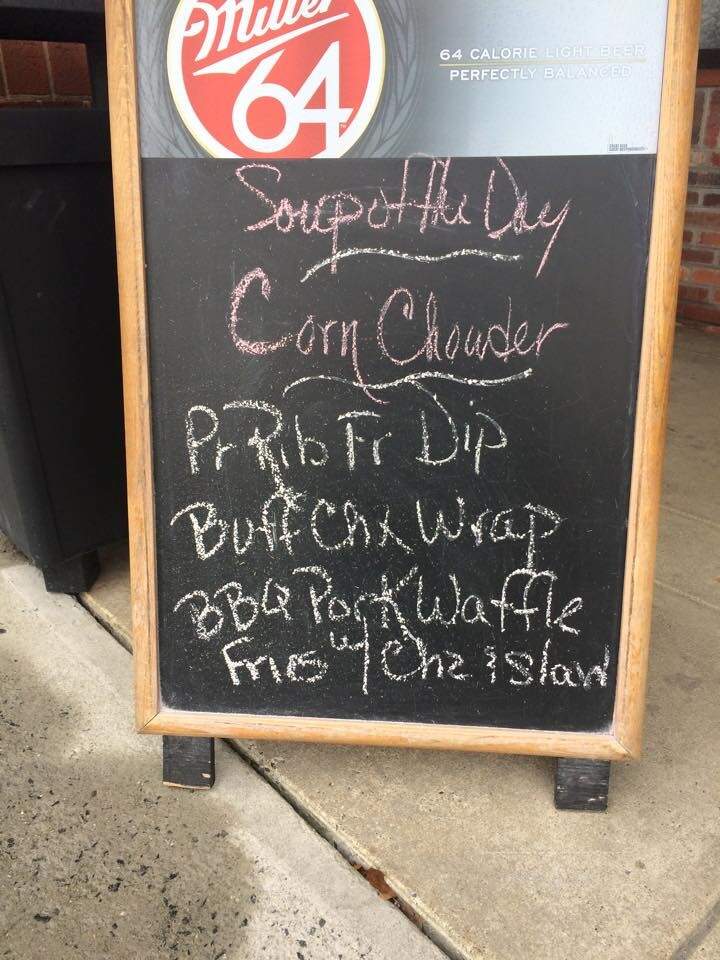 Miller
64
64 CALORIE LIGHT BEER
PERFECTLY BALANCED
Soup of the Day
Corn Chowder
Pr Rib Fr Dip
Buff Chx Wrap
BBQ Pork Waffle
Fries w/ Chz & Slaw